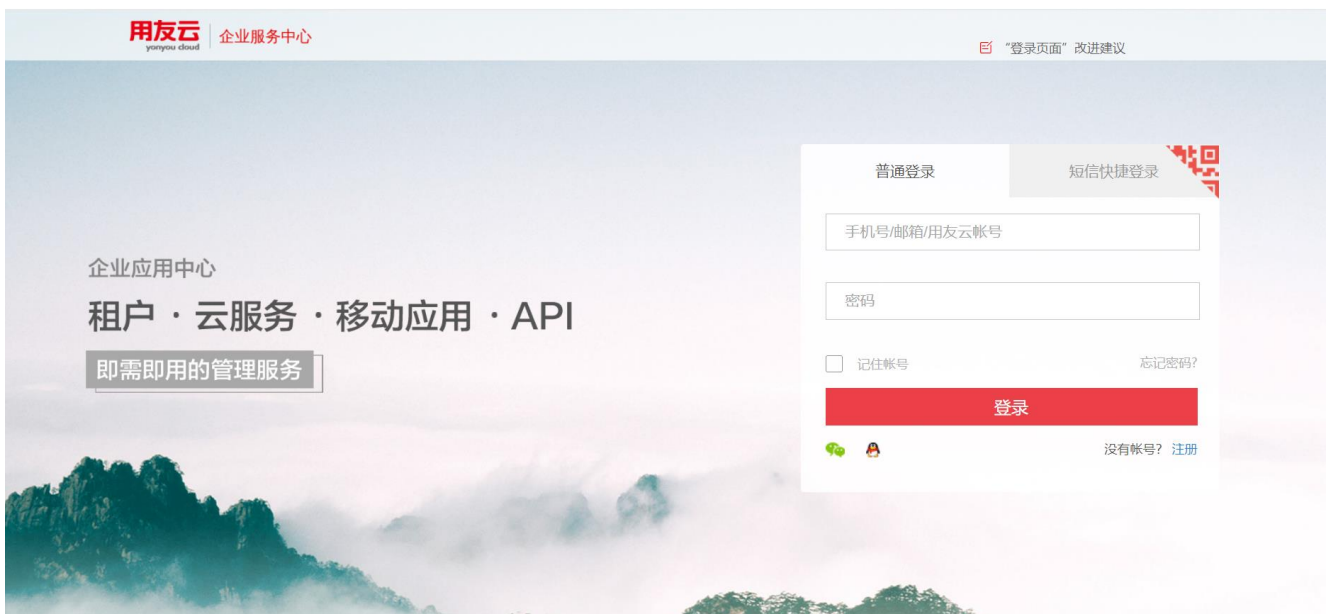 用友云
yonyou cloud
企业服务中心
“登录页面”改进建议
普通登录
短信快捷登录
手机号/邮箱/用友云帐号
企业应用中心
租户·云服务·移动应用·API
密码
即需即用的管理服务
记住帐号
忘记密码?
登录
没有帐号? 注册